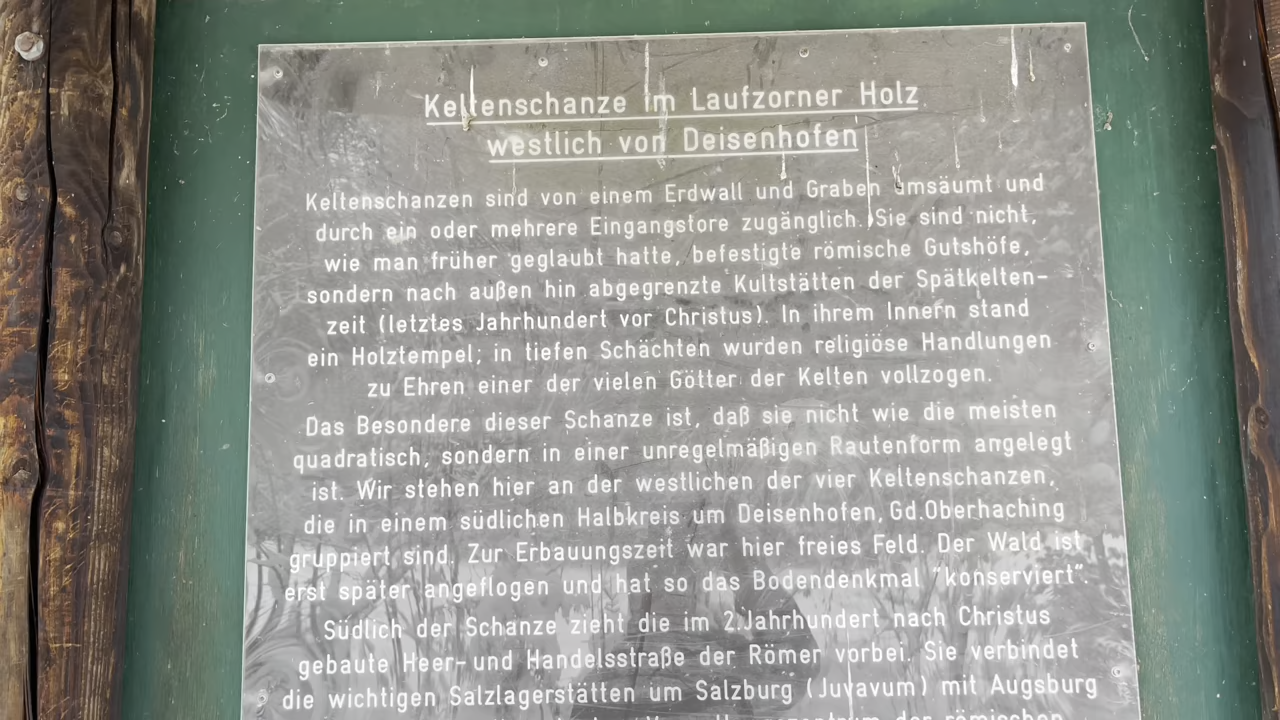 Keltenschanze im Laufzorner Holz
westlich von Deisenhofen
Keltenschanzen sind von einem Erdwall und Graben umsäumt und
durch ein oder mehrere Eingangstore zugänglich. Sie sind nicht,
wie man früher geglaubt hatte, befestigte römische Gutshöfe,
sondern nach außen hin abgegrenzte Kultstätten der Spätkelten-
zeit (letztes Jahrhundert vor Christus). In ihrem Innern stand
ein Holztempel; in tiefen Schächten wurden religiöse Handlungen
zu Ehren einer der vielen Götter der Kelten vollzogen.
Das Besondere dieser Schanze ist, daß sie nicht wie die meisten
quadratisch, sondern in einer unregelmäßigen Rautenform angelegt
ist. Wir stehen hier an der westlichen der vier Keltenschanzen,
die in einem südlichen Halbkreis um Deisenhofen, Gd.Oberhaching
gruppiert sind. Zur Erbauungszeit war hier freies Feld. Der Wald ist
erst später angeflogen und hat so das Bodendenkmal "konserviert".
Südlich der Schanze zieht die im 2.Jahrhundert nach Christus
gebaute Heer- und Handelsstraße der Römer vorbei. Sie verbindet
die wichtigen Salzlagerstätten um Salzburg (Juvavum) mit Augsburg
der römischen